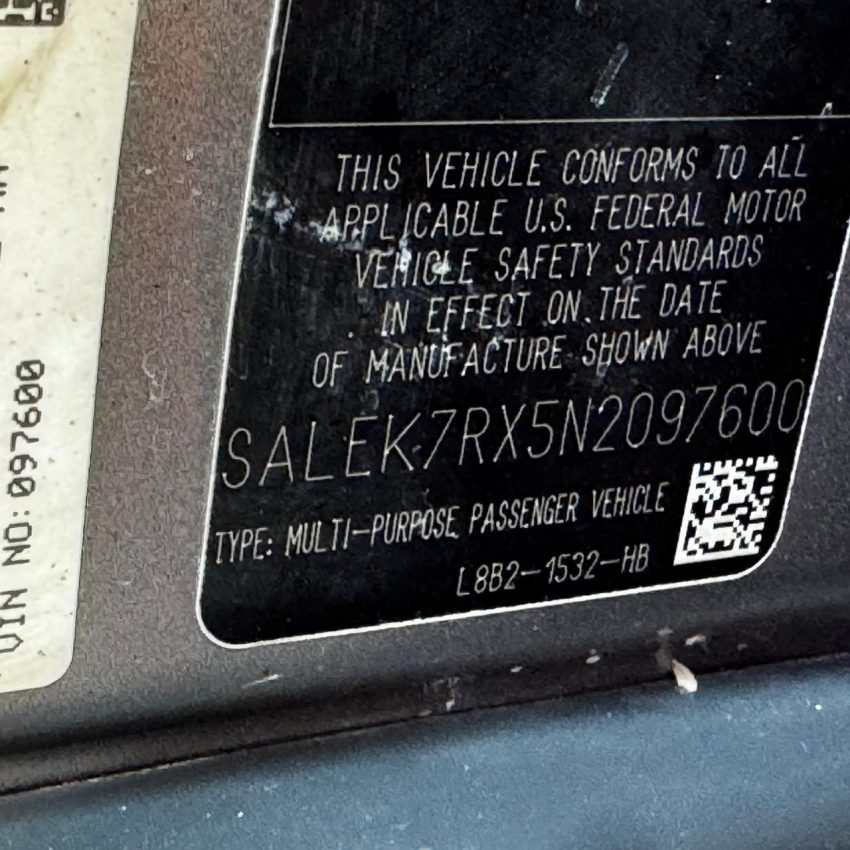 THIS VEHICLE CONFORMS TO ALL
APPLICABLE U.S. FEDERAL MOTOR
VEHICLE SAFETY STANDARDS
IN EFFECT ON THE DATE
OF MANUFACTURE SHOWN ABOVE
SALEK7RX5N2097600
TYPE: MULTI-PURPOSE PASSENGER VEHICLE
L8B2-1532-HB
VIN NO: 097600